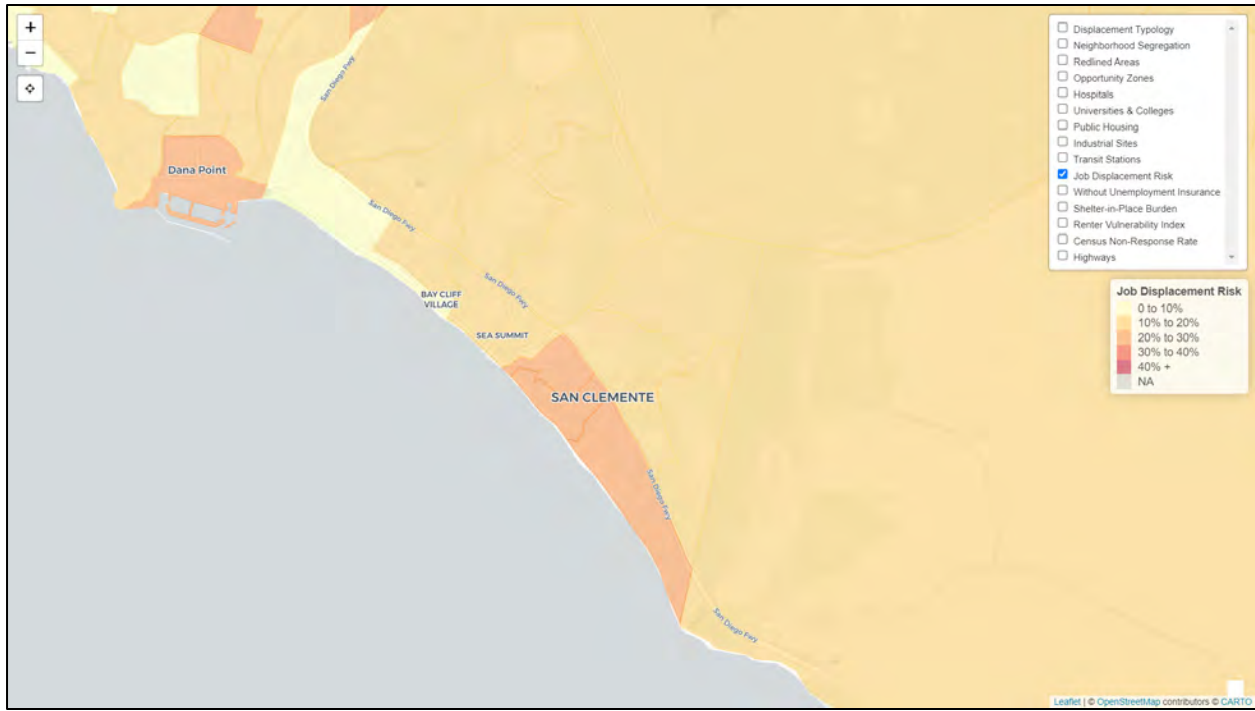 +
−
San Diego Fwy
Dana Point
San Diego Fwy
San Diego Fwy
BAY CLIFF
VILLAGE
SEA SUMMIT
SAN CLEMENTE
San Diego Fwy
San Diego Fwy
Displacement Typology
Neighborhood Segregation
Redlined Areas
Opportunity Zones
Hospitals
Universities & Colleges
Public Housing
Industrial Sites
Transit Stations
Job Displacement Risk
Without Unemployment Insurance
Shelter-in-Place Burden
Renter Vulnerability Index
Census Non-Response Rate
Highways
Job Displacement Risk
0 to 10%
10% to 20%
20% to 30%
30% to 40%
40% +
NA
Leaflet | © OpenStreetMap contributors © CARTO